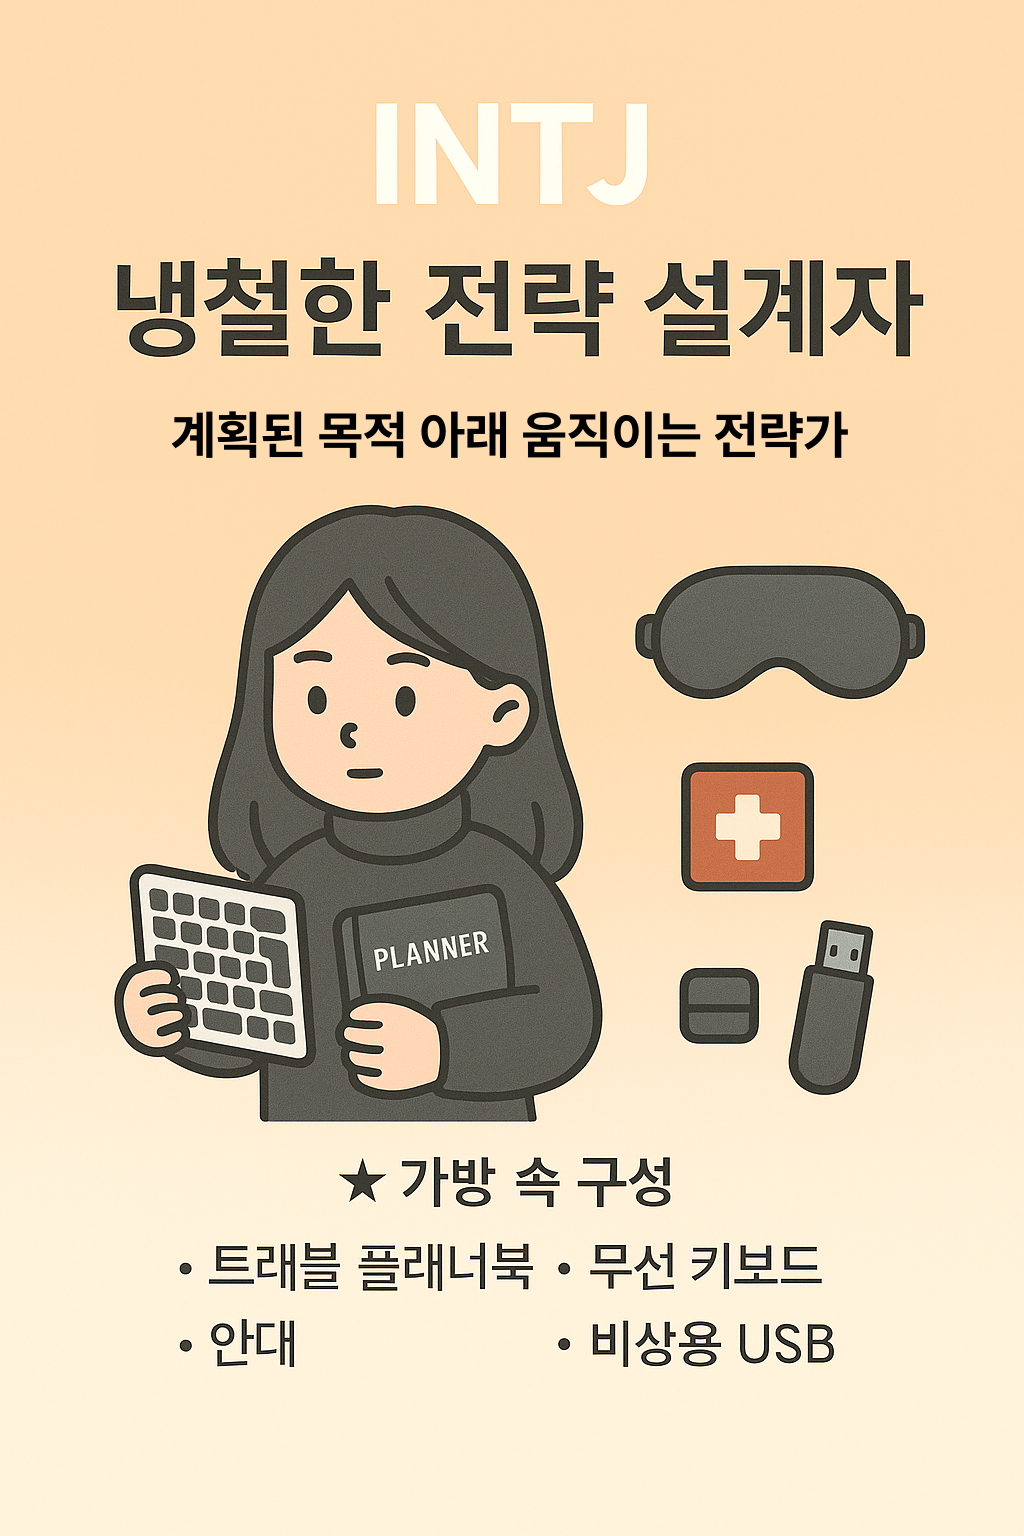 INTJ
냉철한 전략 설계자
계획된 목적 아래 움직이는 전략가
PLANNER
★ 가방 속 구성
• 트래블 플래너북 • 무선 키보드
• 안대 • 비상용 USB